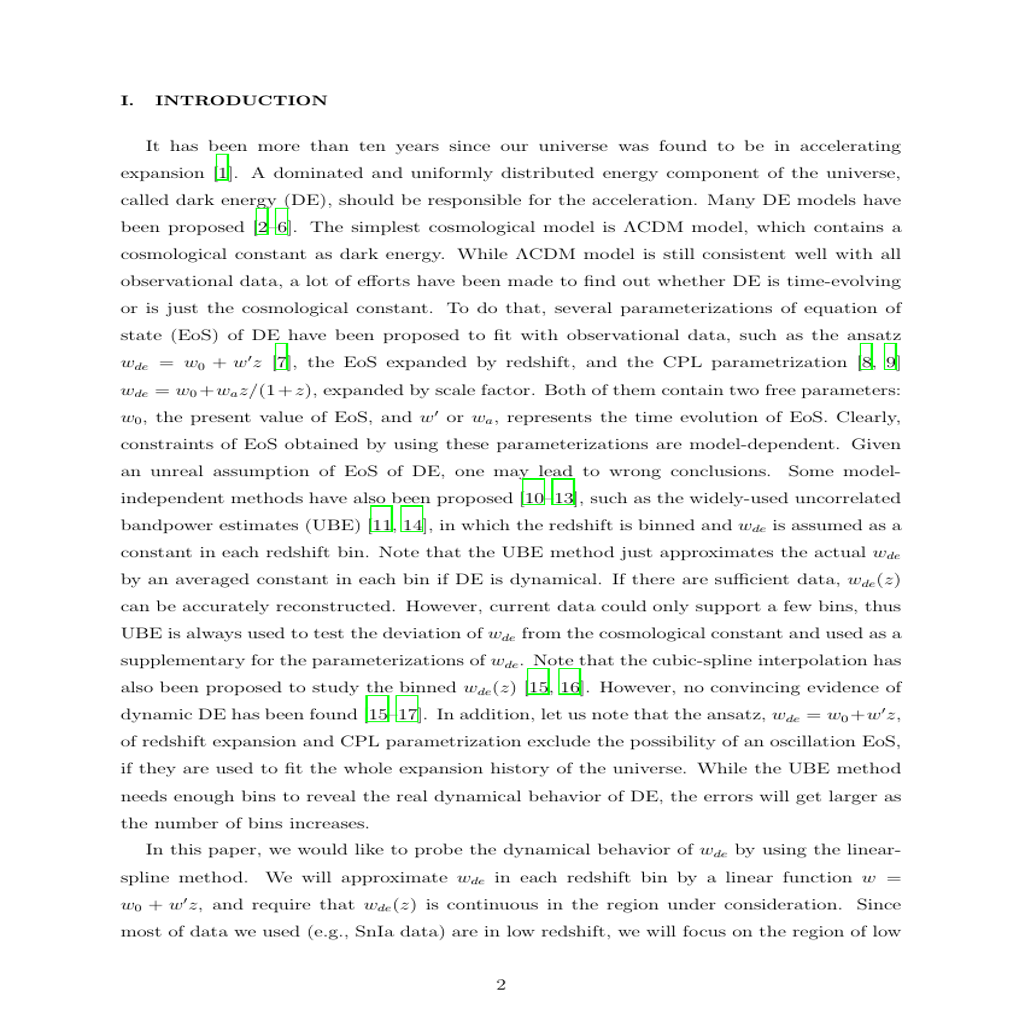 I. INTRODUCTION
It has been more than ten years since our universe was found to be in accelerating
expansion [1]. A dominated and uniformly distributed energy component of the universe,
called dark energy (DE), should be responsible for the acceleration. Many DE models have
been proposed [2–6]. The simplest cosmological model is ΛCDM model, which contains a
cosmological constant as dark energy. While ΛCDM model is still consistent well with all
observational data, a lot of efforts have been made to find out whether DE is time-evolving
or is just the cosmological constant. To do that, several parameterizations of equation of
state (EoS) of DE have been proposed to fit with observational data, such as the ansatz
w_{de} = w_0 + w′z [7], the EoS expanded by redshift, and the CPL parametrization [8, 9]
w_{de} = w_0+w_az/(1+z), expanded by scale factor. Both of them contain two free parameters:
w_0, the present value of EoS, and w′ or w_a, represents the time evolution of EoS. Clearly,
constraints of EoS obtained by using these parameterizations are model-dependent. Given
an unreal assumption of EoS of DE, one may lead to wrong conclusions. Some model-
independent methods have also been proposed [10–13], such as the widely-used uncorrelated
bandpower estimates (UBE) [11, 14], in which the redshift is binned and w_{de} is assumed as a
constant in each redshift bin. Note that the UBE method just approximates the actual w_{de}
by an averaged constant in each bin if DE is dynamical. If there are sufficient data, w_{de}(z)
can be accurately reconstructed. However, current data could only support a few bins, thus
UBE is always used to test the deviation of w_{de} from the cosmological constant and used as a
supplementary for the parameterizations of w_{de}. Note that the cubic-spline interpolation has
also been proposed to study the binned w_{de}(z) [15, 16]. However, no convincing evidence of
dynamic DE has been found [15–17]. In addition, let us note that the ansatz, w_{de} = w_0+w′z,
of redshift expansion and CPL parametrization exclude the possibility of an oscillation EoS,
if they are used to fit the whole expansion history of the universe. While the UBE method
needs enough bins to reveal the real dynamical behavior of DE, the errors will get larger as
the number of bins increases.
In this paper, we would like to probe the dynamical behavior of w_{de} by using the linear-
spline method. We will approximate w_{de} in each redshift bin by a linear function w =
w_0 + w′z, and require that w_{de}(z) is continuous in the region under consideration. Since
most of data we used (e.g., SnIa data) are in low redshift, we will focus on the region of low
2